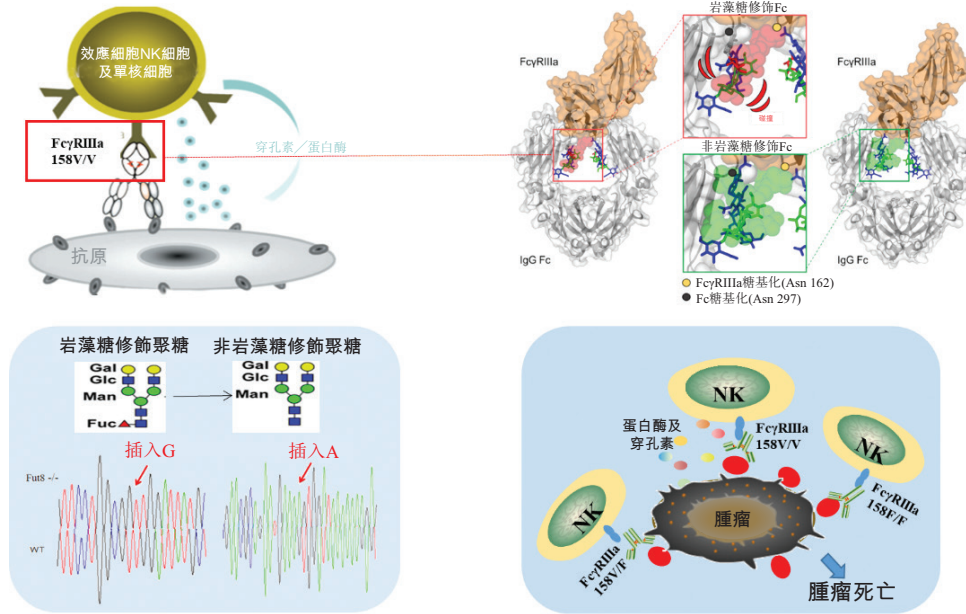 效應細胞NK細胞
及單核細胞
FcγRIIIa
158V/V
穿孔素／蛋白酶
抗原
岩藻糖修飾Fc
FcγRIIIa
碰撞
非岩藻糖修飾Fc
FcγRIIIa
IgG Fc
IgG Fc
FcγRIIIa糖基化(Asn 162)
Fc糖基化(Asn 297)
岩藻糖修飾聚糖
非岩藻糖修飾聚糖
Gal
Glc
Man
Fuc
Gal
Glc
Man
插入G
插入A
Fut8 -/-
WT
NK
蛋白酶及
穿孔素
FcγRIIIa
158V/V
NK
FcγRIIIa
158F/F
NK
FcγRIIIa
158V/F
腫瘤
腫瘤死亡